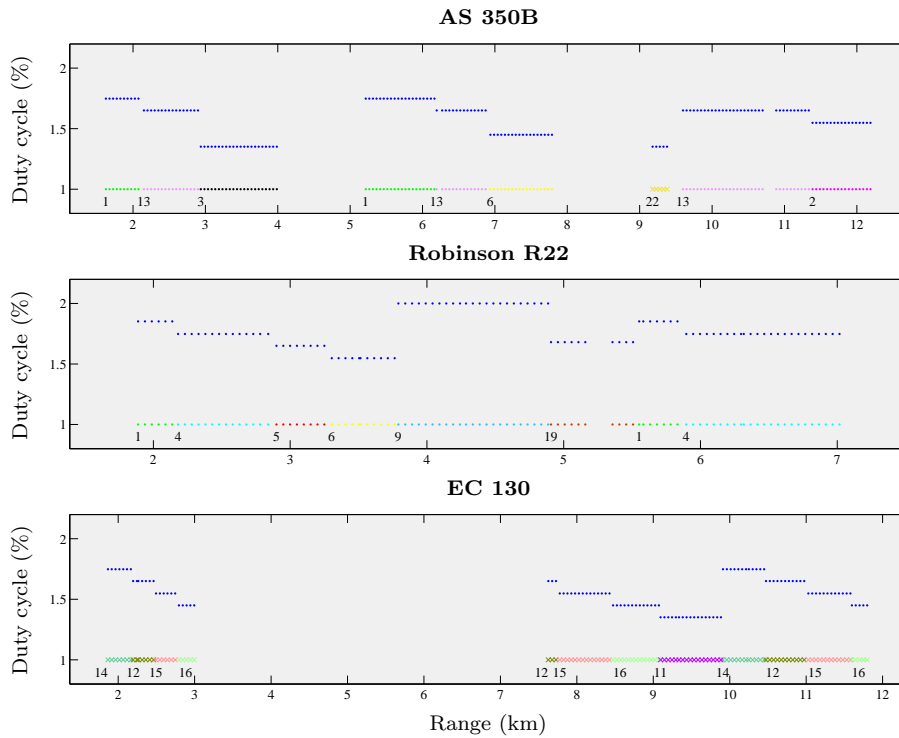 AS 350B
Duty cycle (%)
2
1.5
1
1 13 3 1 13 6 22 13 2
2 3 4 5 6 7 8 9 10 11 12
Robinson R22
Duty cycle (%)
2
1.5
1
1 4 5 6 9 19 1 4
2 3 4 5 6 7
EC 130
Duty cycle (%)
2
1.5
1
14 12 15 16 12 15 16 11 14 12 15 16
2 3 4 5 6 7 8 9 10 11 12
Range (km)